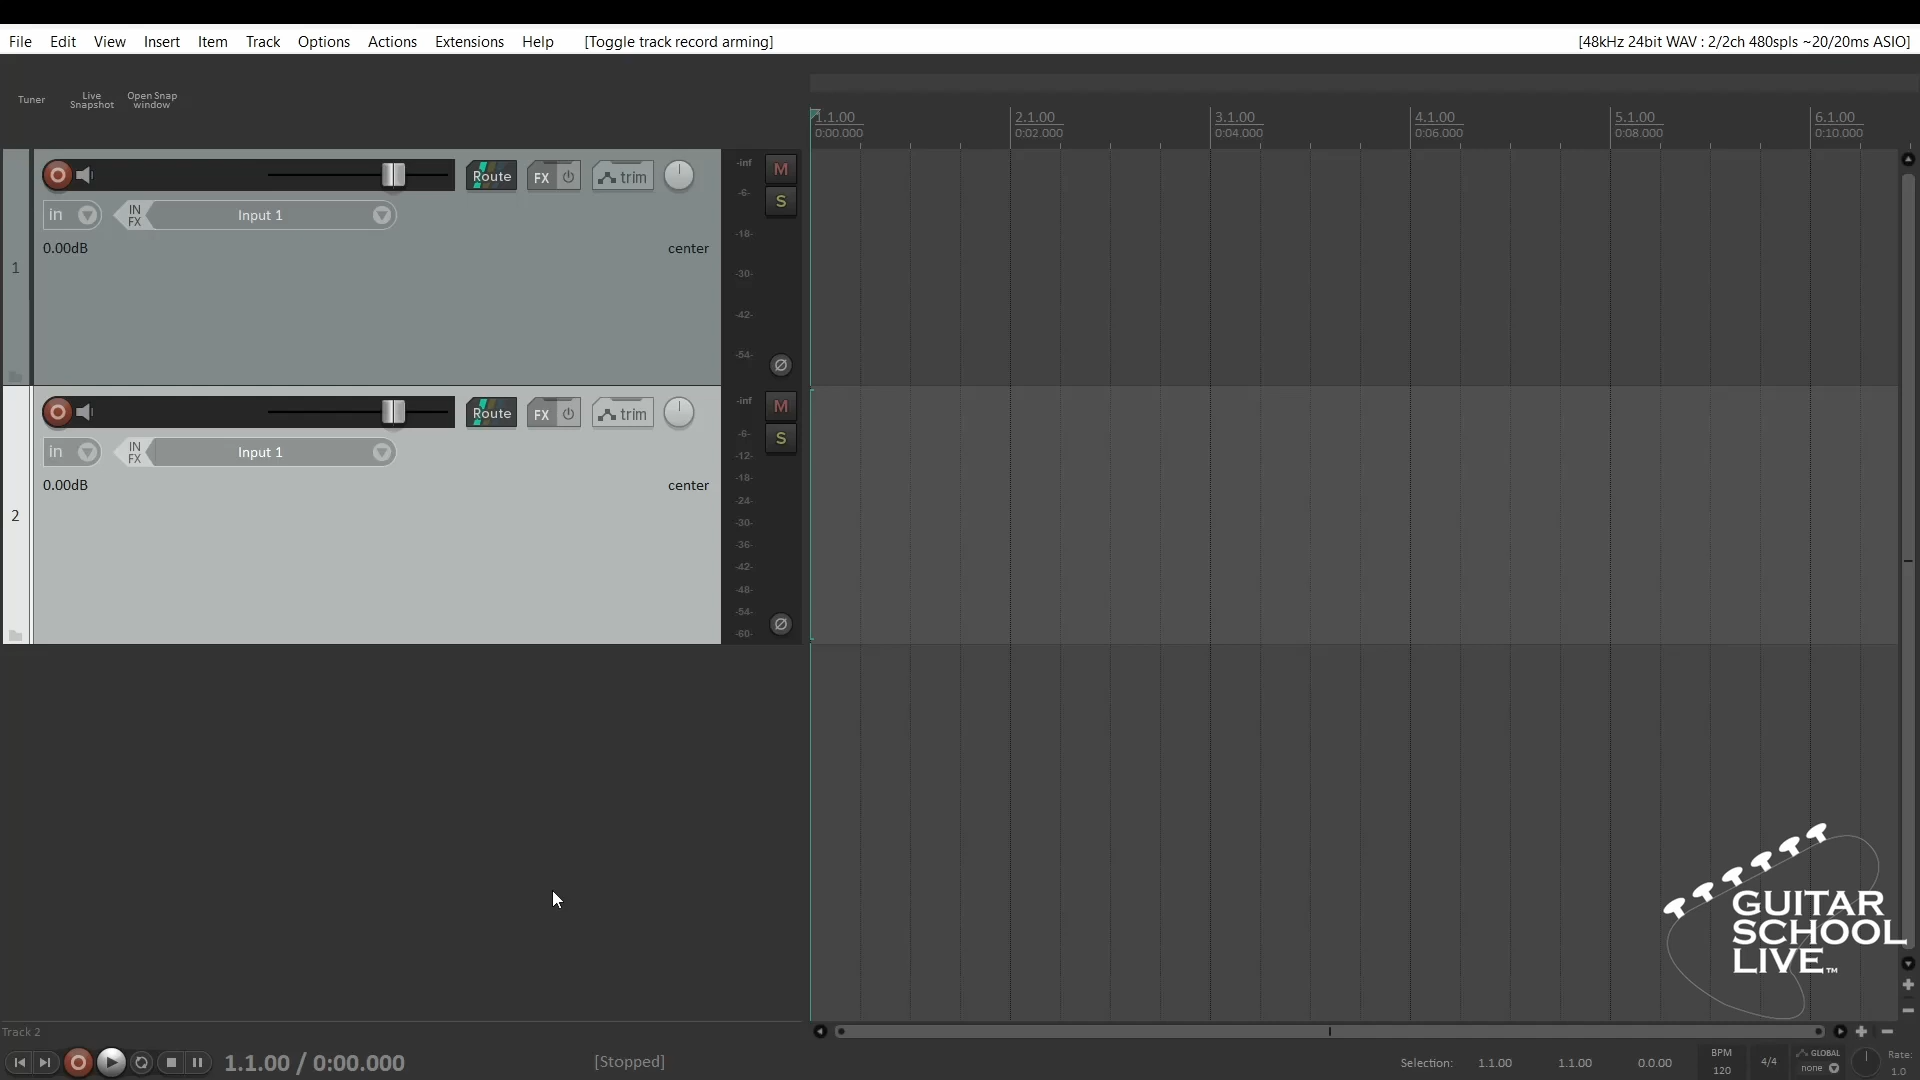 File Edit View Insert Item Track Options Actions Extensions Help [Toggle track record arming] [48kHz 24bit WAV : 2/2ch 480spls ~20/20ms ASIO]
Tuner Live Snapshot Open Snap window
1.1.00 2.1.00 3.1.00 4.1.00 5.1.00 6.1.00
0:00.000 0:02.000 0:04.000 0:06.000 0:08.000 0:10.000
Route FX trim -inf M
-6-
S
in IN FX Input 1
-18-
0.00dB center
1
-30-
-42-
-54-
Ø
Route FX trim -inf M
-6-
S
in IN FX Input 1
-12-
-18-
0.00dB center
-24-
2
-30-
-36-
-42-
-48-
-54-
Ø
-60-
GUITAR
SCHOOL
LIVE™
Track 2
1.1.00 / 0:00.000 [Stopped] Selection: 1.1.00 1.1.00 0.0.00 BPM 120 4/4 GLOBAL none Rate: 1.0